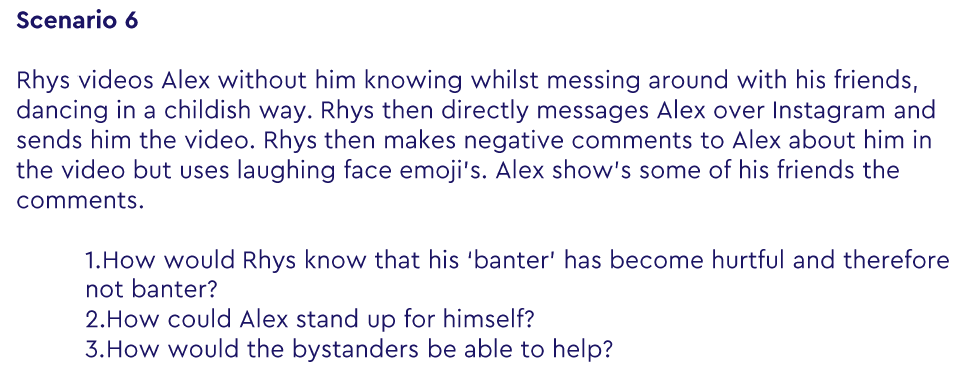 Scenario 6
Rhys videos Alex without him knowing whilst messing around with his friends,
dancing in a childish way. Rhys then directly messages Alex over Instagram and
sends him the video. Rhys then makes negative comments to Alex about him in
the video but uses laughing face emoji's. Alex show's some of his friends the
comments.
1.How would Rhys know that his 'banter' has become hurtful and therefore
not banter?
2.How could Alex stand up for himself?
3.How would the bystanders be able to help?